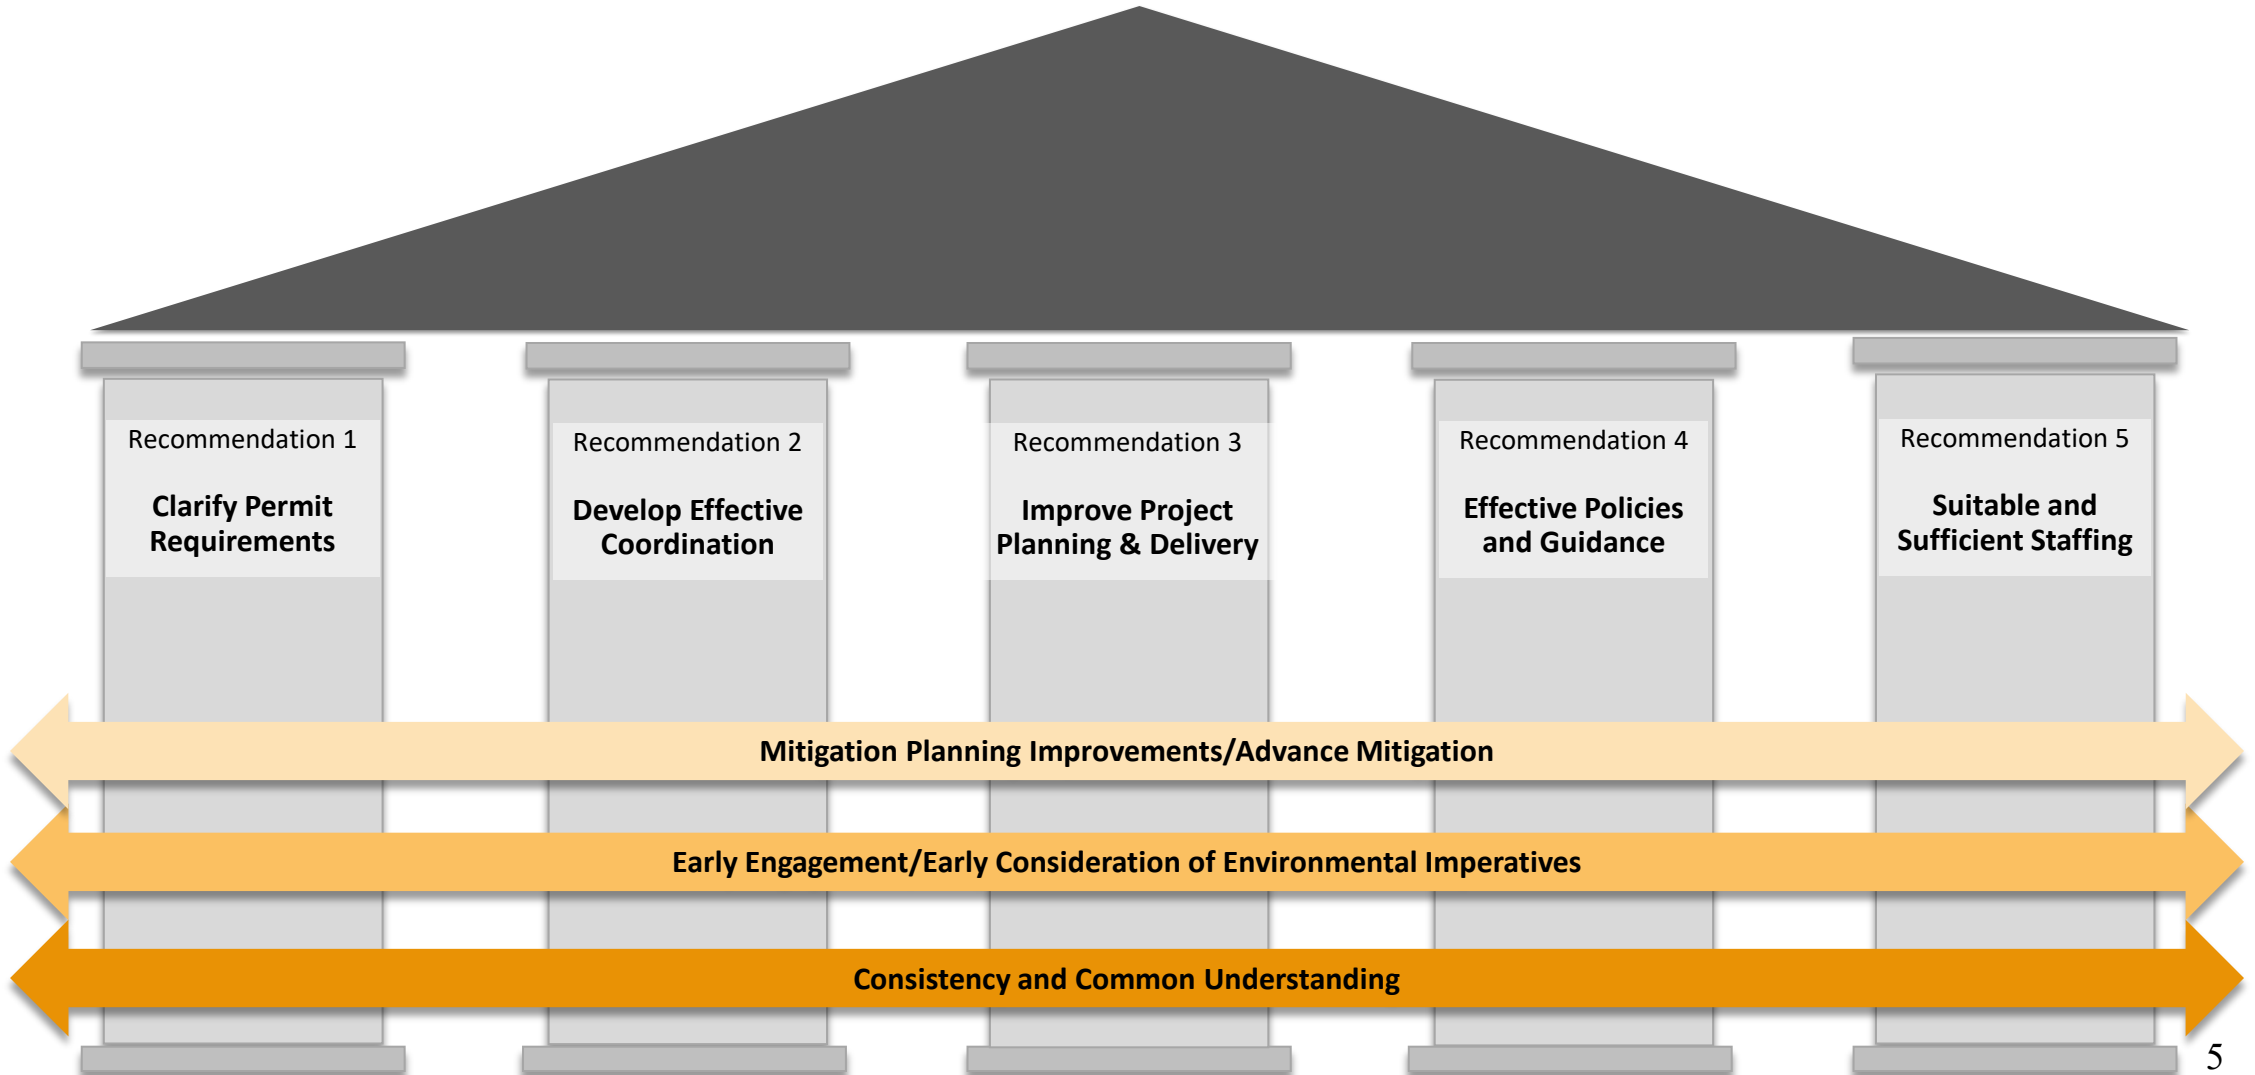 Recommendation 1
Clarify Permit
Requirements
Recommendation 2
Develop Effective
Coordination
Recommendation 3
Improve Project
Planning & Delivery
Recommendation 4
Effective Policies
and Guidance
Recommendation 5
Suitable and
Sufficient Staffing
Mitigation Planning Improvements/Advance Mitigation
Early Engagement/Early Consideration of Environmental Imperatives
Consistency and Common Understanding
5